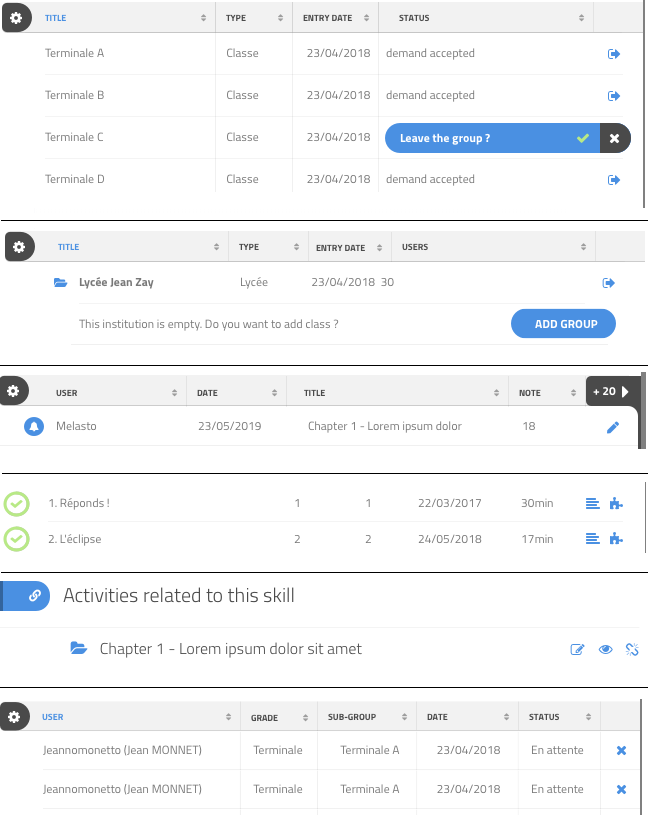 TITLE TYPE ENTRY DATE STATUS
Terminale A Classe 23/04/2018 demand accepted
Terminale B Classe 23/04/2018 demand accepted
Terminale C Classe 23/04/2018 Leave the group ?
Terminale D Classe 23/04/2018 demand accepted
TITLE TYPE ENTRY DATE USERS
Lycée Jean Zay Lycée 23/04/2018 30
This institution is empty. Do you want to add class ? ADD GROUP
USER DATE TITLE NOTE + 20
Melasto 23/05/2019 Chapter 1 - Lorem ipsum dolor 18
1. Réponds ! 1 1 22/03/2017 30min
2. L'éclipse 2 2 24/05/2018 17min
Activities related to this skill
Chapter 1 - Lorem ipsum dolor sit amet
USER GRADE SUB-GROUP DATE STATUS
Jeannomonetto (Jean MONNET) Terminale Terminale A 23/04/2018 En attente
Jeannomonetto (Jean MONNET) Terminale Terminale A 23/04/2018 En attente